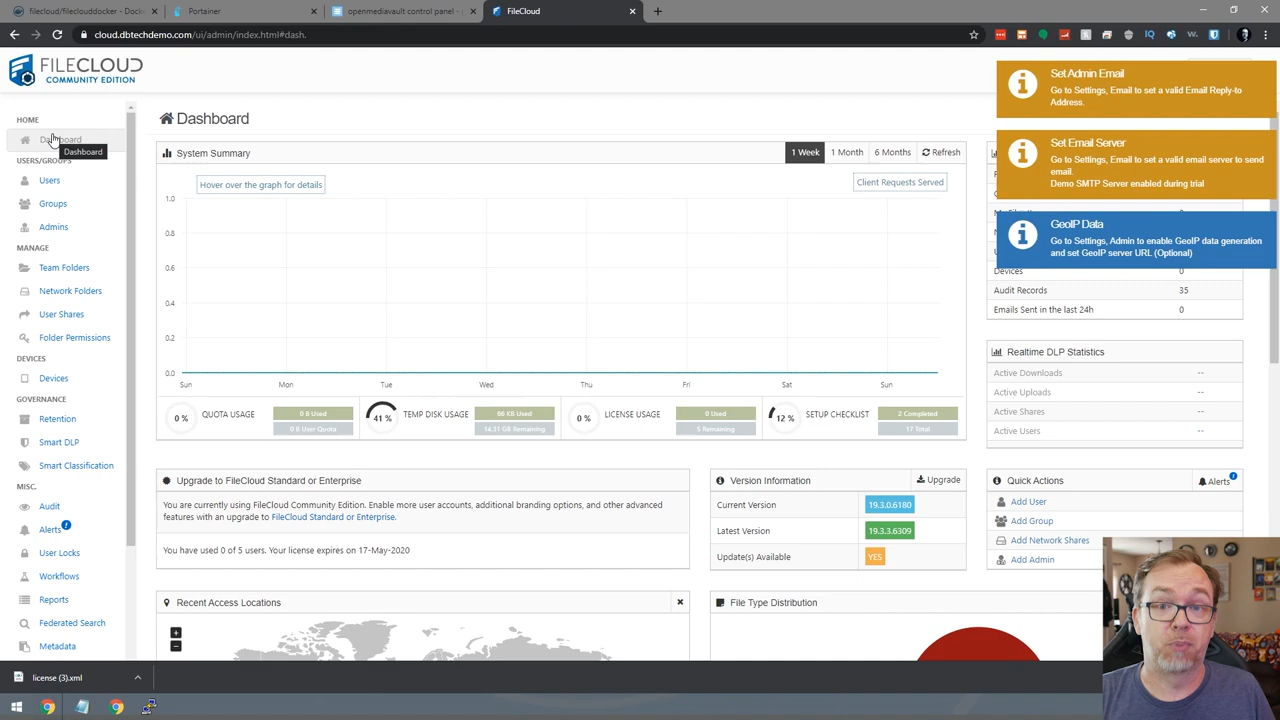 filecloud/fileclouddocker - Docke
Portainer
openmediavault control panel -
FileCloud
cloud.dbtechdemo.com/ui/admin/index.html#dash.
FILECLOUD
COMMUNITY EDITION
HOME
Dashboard
Dashboard
USERS/GROUPS
Users
Groups
Admins
MANAGE
Team Folders
Network Folders
User Shares
Folder Permissions
DEVICES
Devices
GOVERNANCE
Retention
Smart DLP
Smart Classification
MISC.
Audit
Alerts
User Locks
Workflows
Reports
Federated Search
Metadata
Dashboard
System Summary
1 Week
1 Month
6 Months
Refresh
Hover over the graph for details
Client Requests Served
1.0
0.8
0.6
0.4
0.2
0.0
Sun Mon Tue Wed Thu Fri Sat Sun
0 %
QUOTA USAGE
0 B Used
0 B User Quota
41 %
TEMP DISK USAGE
66 KB Used
14.31 GB Remaining
0 %
LICENSE USAGE
0 Used
5 Remaining
12 %
SETUP CHECKLIST
2 Completed
17 Total
Set Admin Email
Go to Settings, Email to set a valid Email Reply-to
Address.
Set Email Server
Go to Settings, Email to set a valid email server to send
email.
Demo SMTP Server enabled during trial
GeoIP Data
Go to Settings, Admin to enable GeoIP data generation
and set GeoIP server URL (Optional)
Devices 0
Audit Records 35
Emails Sent in the last 24h 0
Realtime DLP Statistics
Active Downloads --
Active Uploads --
Active Shares --
Active Users --
Upgrade to FileCloud Standard or Enterprise
You are currently using FileCloud Community Edition. Enable more user accounts, additional branding options, and other advanced
features with an upgrade to FileCloud Standard or Enterprise.
You have used 0 of 5 users. Your license expires on 17-May-2020
Version Information
Upgrade
Current Version 19.3.0.6180
Latest Version 19.3.3.6309
Update(s) Available YES
Quick Actions
Alerts
Add User
Add Group
Add Network Shares
Add Admin
Recent Access Locations
+
−
File Type Distribution
license (3).xml